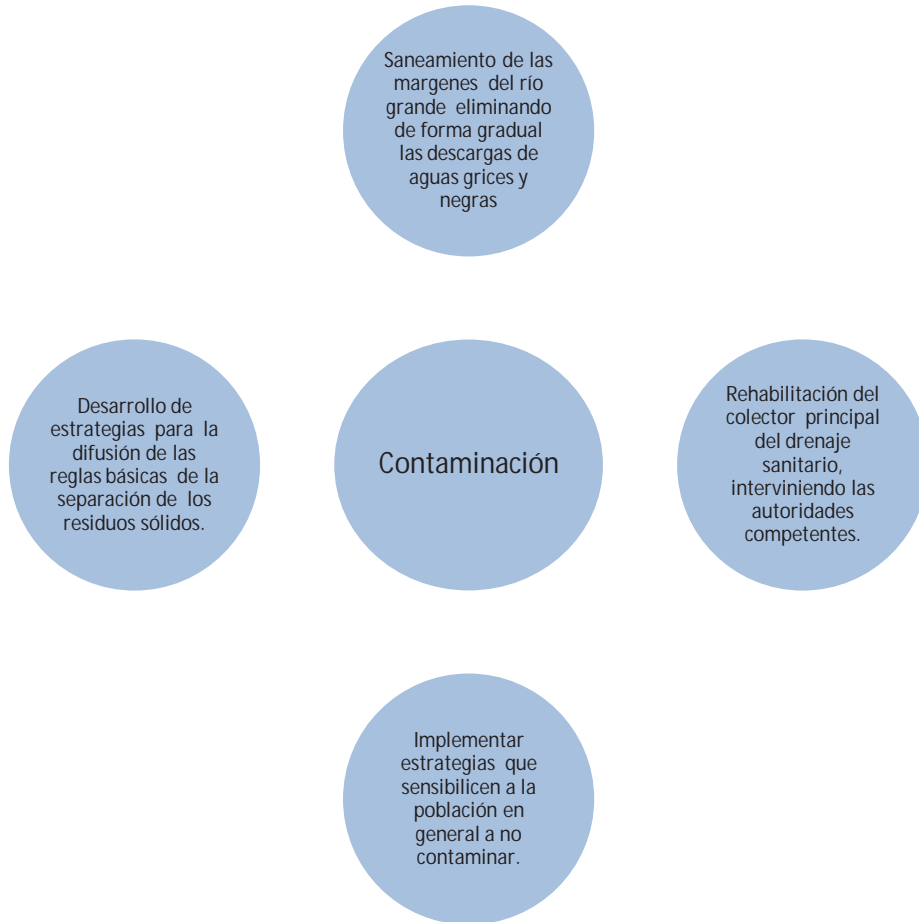 Saneamiento de las
margenes del río
grande eliminando
de forma gradual
las descargas de
aguas grices y
negras
Desarrollo de
estrategias para la
difusión de las
reglas básicas de la
separación de los
residuos sólidos.
Contaminación
Rehabilitación del
colector principal
del drenaje
sanitario,
interviniendo las
autoridades
competentes.
Implementar
estrategias que
sensibilicen a la
población en
general a no
contaminar.